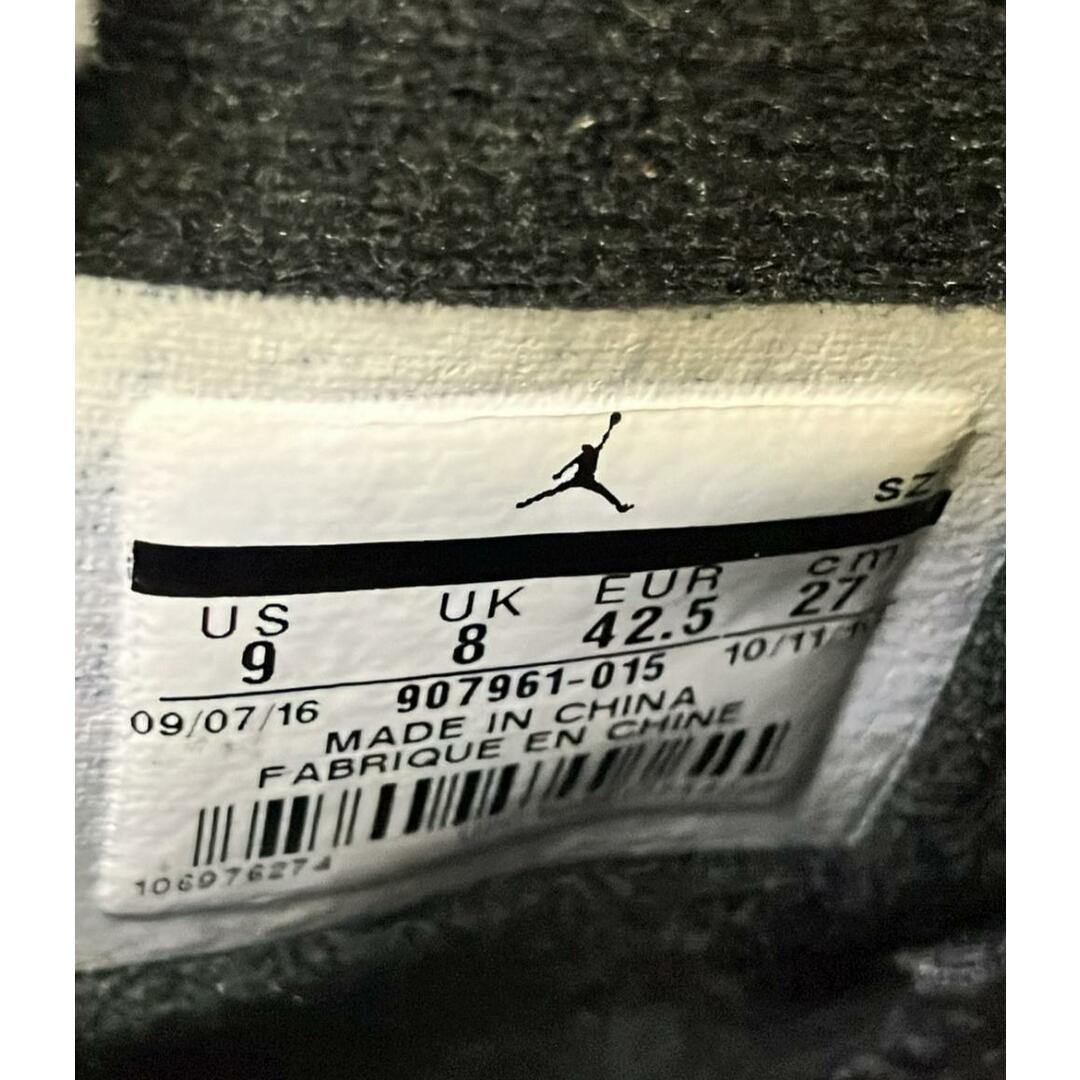 SZ
US UK EUR cm
9 8 42.5 27
09/07/16 907961-015
MADE IN CHINA
FABRIQUE EN CHINE
106976274